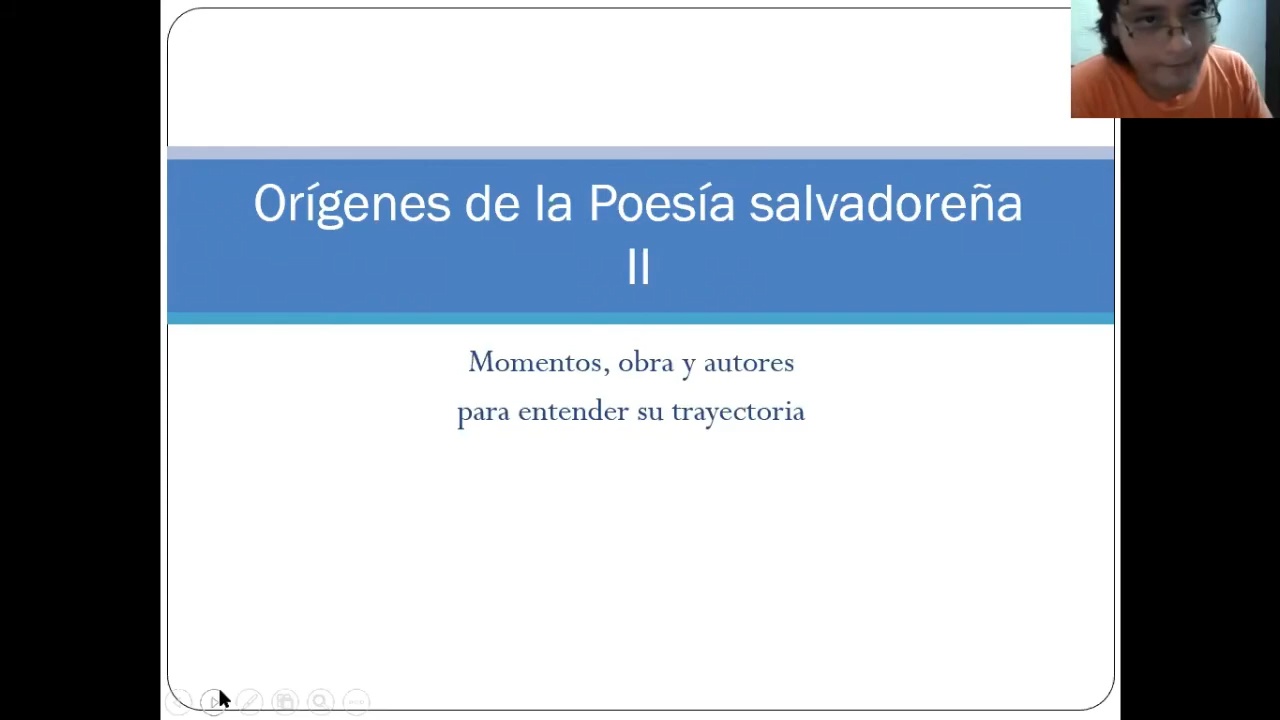 Orígenes de la Poesía salvadoreña
II
Momentos, obra y autores
para entender su trayectoria